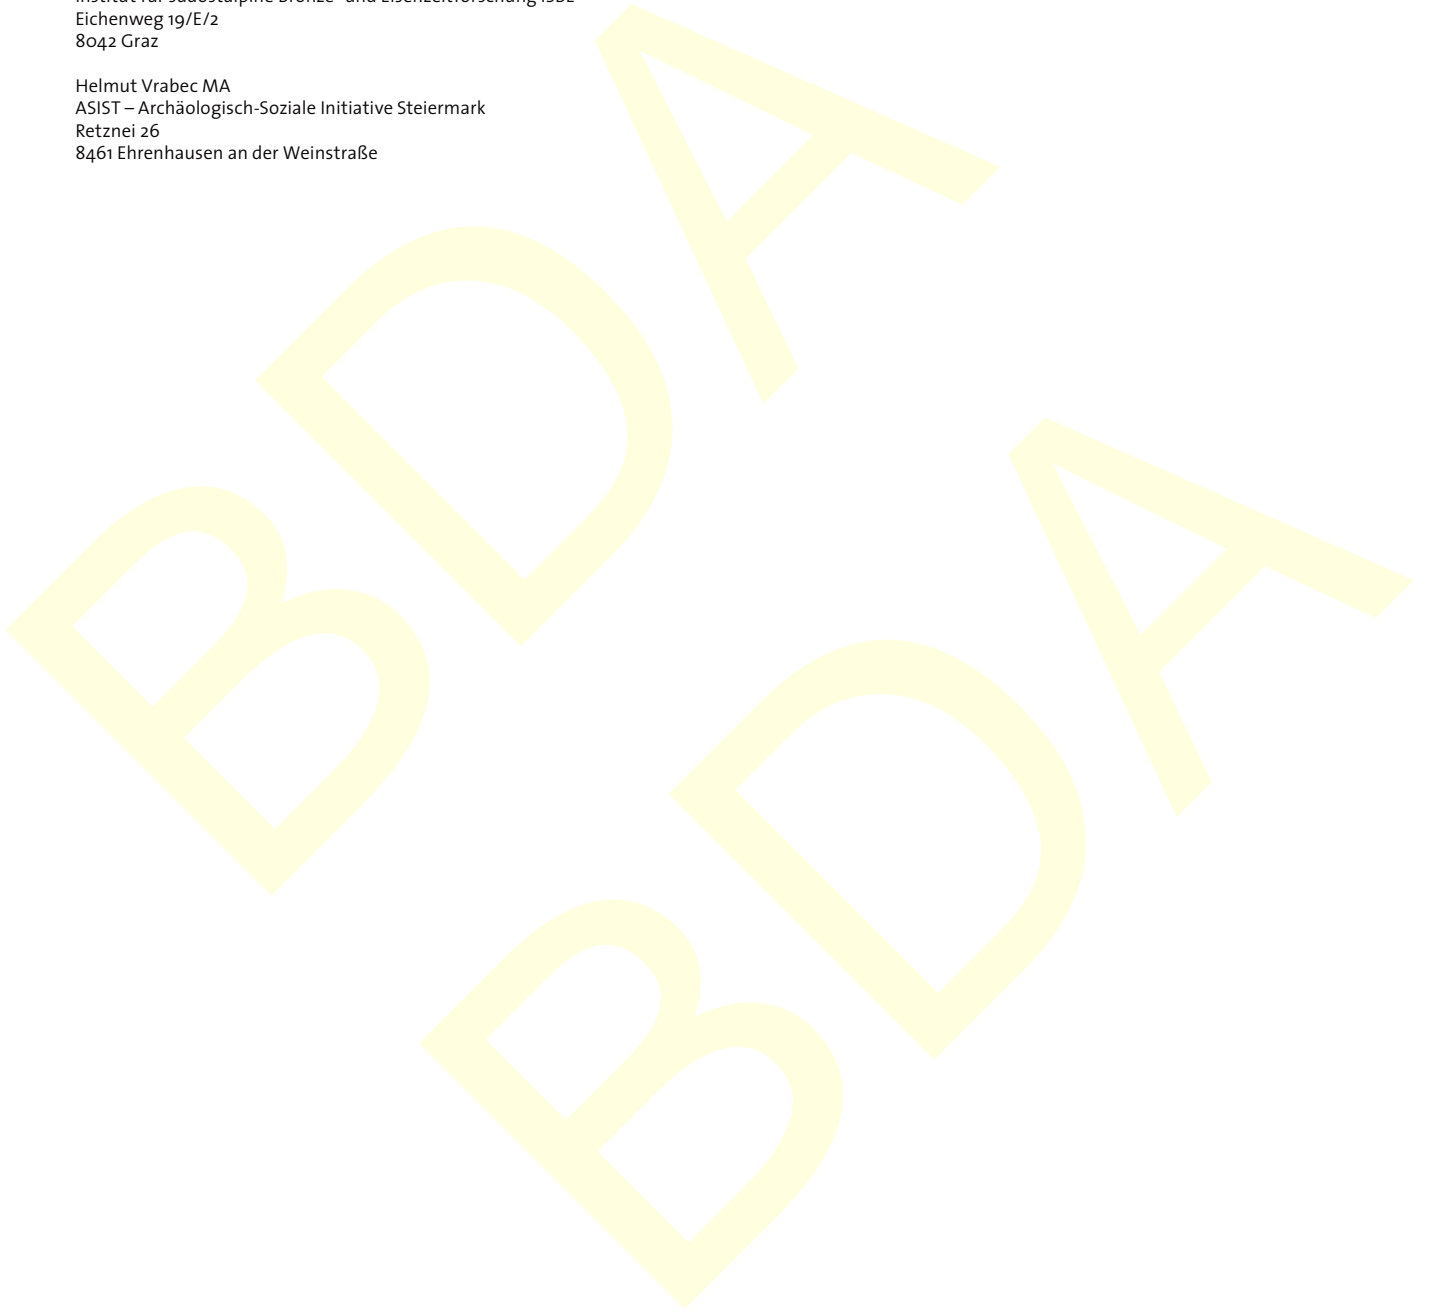 Institut für Südostalpine Bronze- und Eisenzeitforschung ISBE
Eichenweg 19/E/2
8042 Graz
Helmut Vrabec MA
ASIST – Archäologisch-Soziale Initiative Steiermark
Retznei 26
8461 Ehrenhausen an der Weinstraße
BDA
BDA